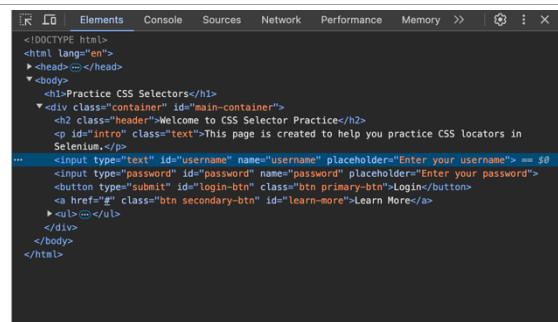 Elements Console Sources Network Performance Memory
<!DOCTYPE html>
<html lang="en">
<head>…</head>
<body>
<h1>Practice CSS Selectors</h1>
<div class="container" id="main-container">
<h2 class="header">Welcome to CSS Selector Practice</h2>
<p id="intro" class="text">This page is created to help you practice CSS locators in
Selenium.</p>
<input type="text" id="username" name="username" placeholder="Enter your username"> == $0
<input type="password" id="password" name="password" placeholder="Enter your password">
<button type="submit" id="login-btn" class="btn primary-btn">Login</button>
<a href="#" class="btn secondary-btn" id="learn-more">Learn More</a>
<ul>…</ul>
</div>
</body>
</html>